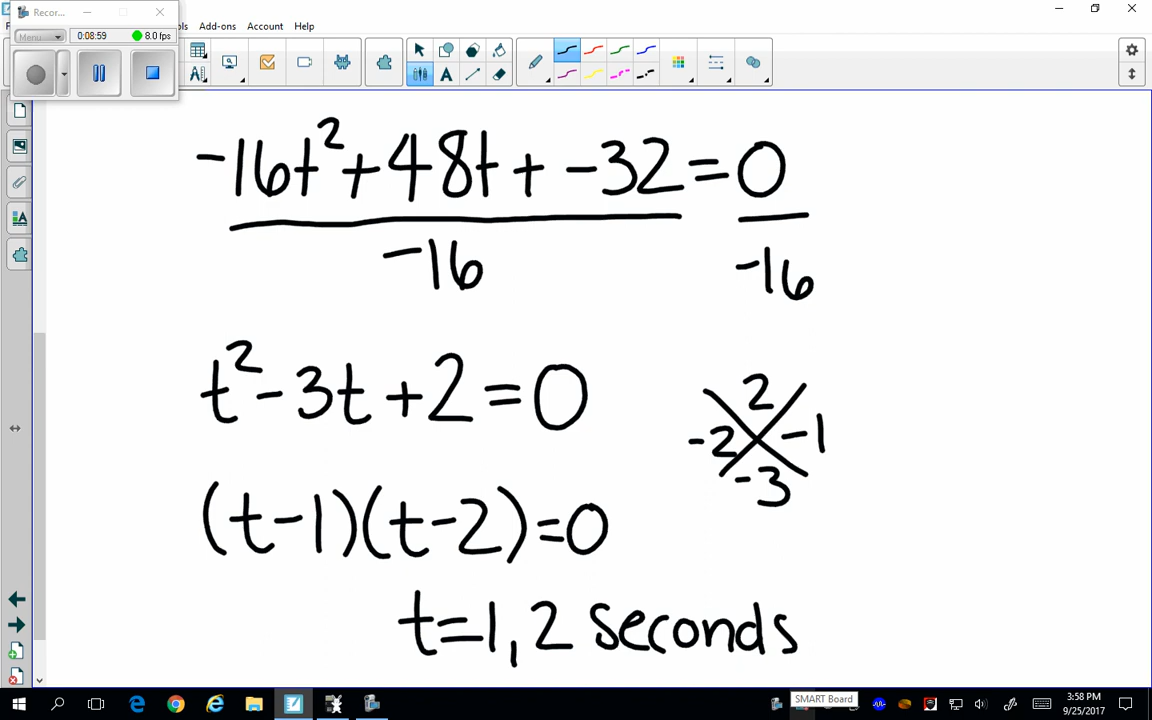 Recor...
Menu
0:08:59
8.0 fps
Add-ons Account Help
-16t²+48t+ -32=0
-16 -16
t²-3t+2=0
2
-2 -1
-3
(t-1)(t-2)=0
t=1,2 seconds
SMART Board
3:58 PM
9/25/2017